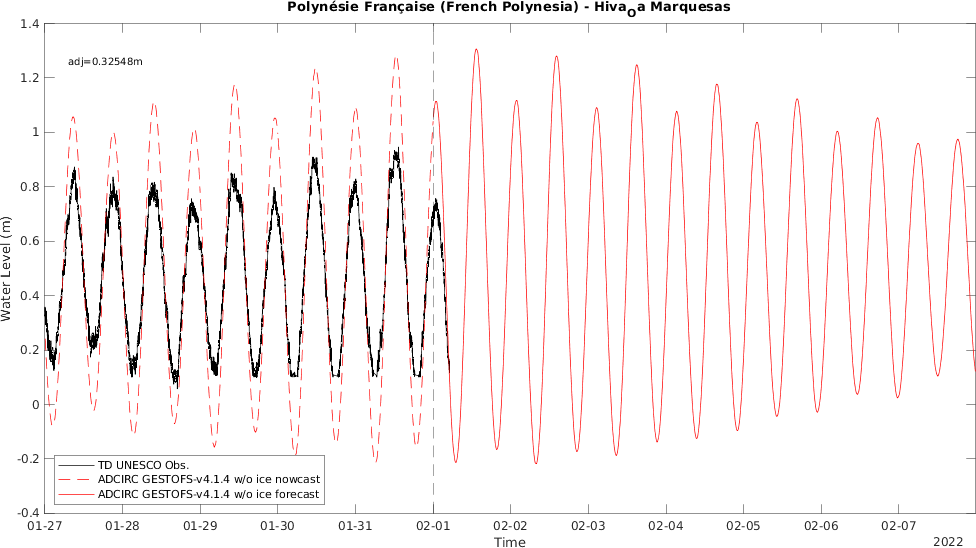 Polynésie Française (French Polynesia) - Hiva_Oa Marquesas
adj=0.32548m
Water Level (m)
1.4
1.2
1
0.8
0.6
0.4
0.2
0
-0.2
-0.4
TD UNESCO Obs.
ADCIRC GESTOFS-v4.1.4 w/o ice nowcast
ADCIRC GESTOFS-v4.1.4 w/o ice forecast
01-27 01-28 01-29 01-30 01-31 02-01 02-02 02-03 02-04 02-05 02-06 02-07
Time
2022